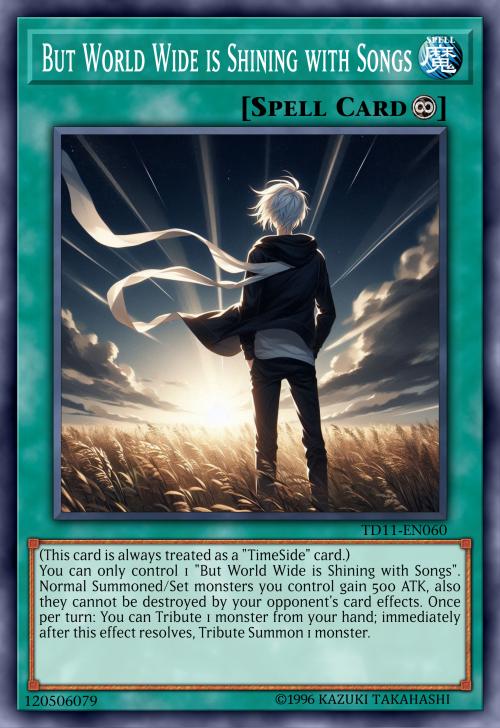 But World Wide is Shining with Songs
SPELL
魔
[Spell Card]
TD11-EN060
(This card is always treated as a "TimeSide" card.)
You can only control 1 "But World Wide is Shining with Songs".
Normal Summoned/Set monsters you control gain 500 ATK, also
they cannot be destroyed by your opponent's card effects. Once
per turn: You can Tribute 1 monster from your hand; immediately
after this effect resolves, Tribute Summon 1 monster.
120506079
©1996 KAZUKI TAKAHASHI